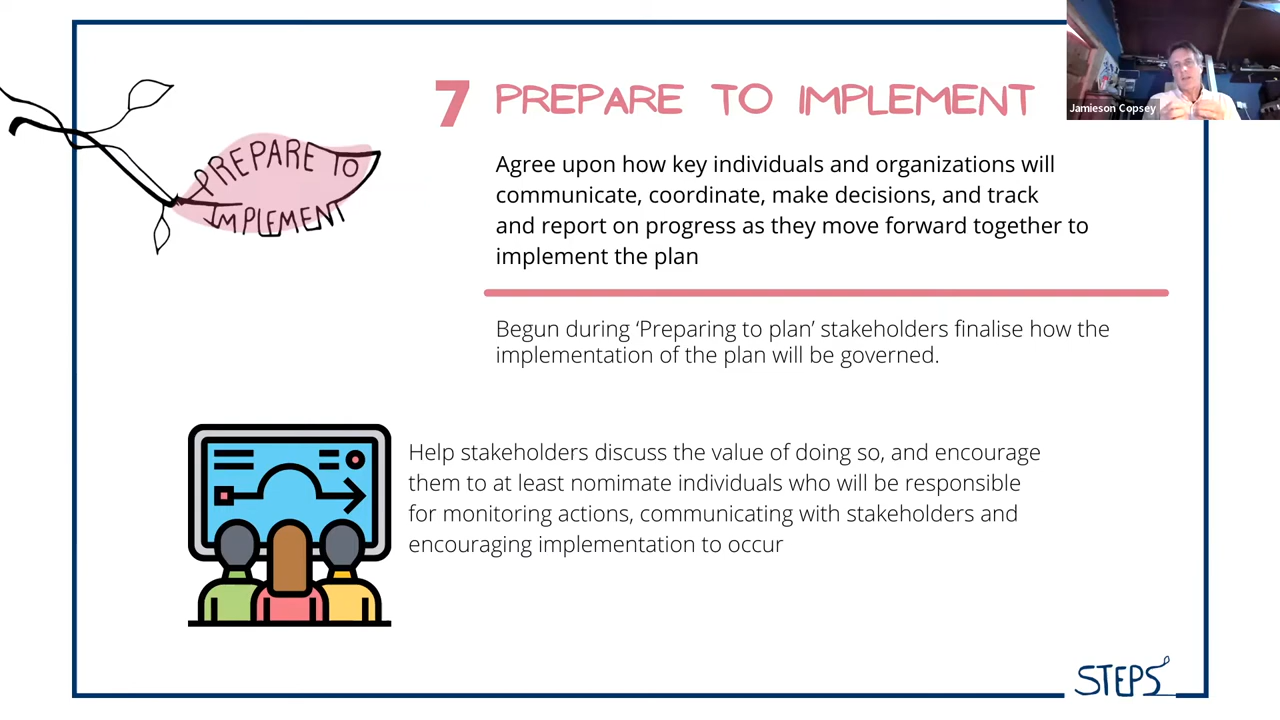 7 PREPARE TO IMPLEMENT
Jamieson Copsey
PREPARE TO
IMPLEMENT
Agree upon how key individuals and organizations will
communicate, coordinate, make decisions, and track
and report on progress as they move forward together to
implement the plan
Begun during ‘Preparing to plan’ stakeholders finalise how the
implementation of the plan will be governed.
Help stakeholders discuss the value of doing so, and encourage
them to at least nomimate individuals who will be responsible
for monitoring actions, communicating with stakeholders and
encouraging implementation to occur
STEPS